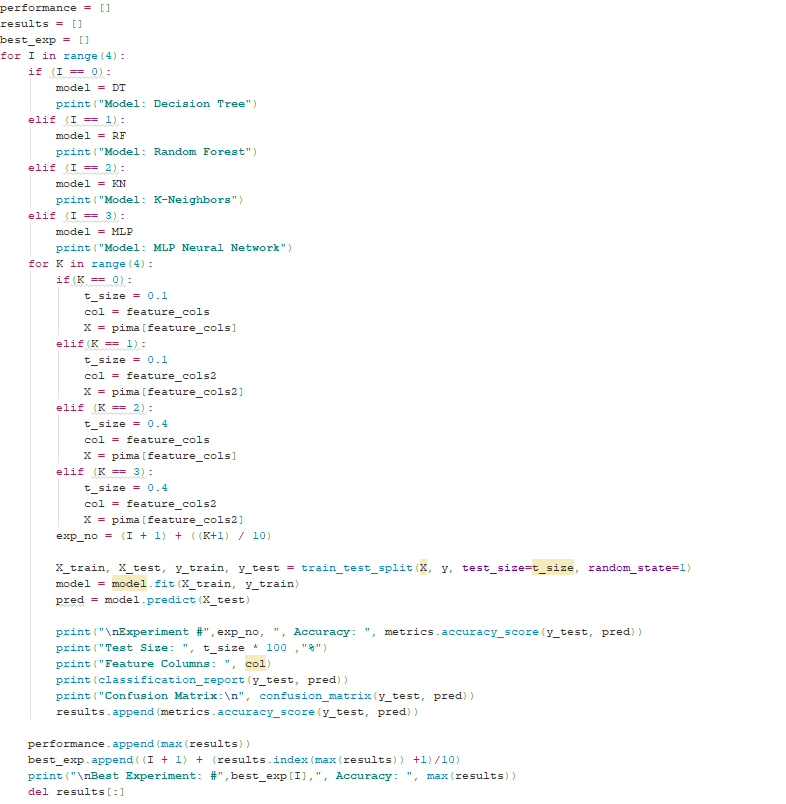 performance = []
results = []
best_exp = []
for I in range(4):
    if (I == 0):
        model = DT
        print("Model: Decision Tree")
    elif (I == 1):
        model = RF
        print("Model: Random Forest")
    elif (I == 2):
        model = KN
        print("Model: K-Neighbors")
    elif (I == 3):
        model = MLP
        print("Model: MLP Neural Network")
    for K in range(4):
        if(K == 0):
            t_size = 0.1
            col = feature_cols
            X = pima[feature_cols]
        elif(K == 1):
            t_size = 0.1
            col = feature_cols2
            X = pima[feature_cols2]
        elif (K == 2):
            t_size = 0.4
            col = feature_cols
            X = pima[feature_cols]
        elif (K == 3):
            t_size = 0.4
            col = feature_cols2
            X = pima[feature_cols2]
        exp_no = (I + 1) + ((K+1) / 10)

        X_train, X_test, y_train, y_test = train_test_split(X, y, test_size=t_size, random_state=1)
        model = model.fit(X_train, y_train)
        pred = model.predict(X_test)

        print("\nExperiment #",exp_no, ", Accuracy: ", metrics.accuracy_score(y_test, pred))
        print("Test Size: ", t_size * 100 ,"%")
        print("Feature Columns: ", col)
        print(classification_report(y_test, pred))
        print("Confusion Matrix:\n", confusion_matrix(y_test, pred))
        results.append(metrics.accuracy_score(y_test, pred))

    performance.append(max(results))
    best_exp.append((I + 1) + (results.index(max(results)) +1)/10)
    print("\nBest Experiment: #",best_exp[I],", Accuracy: ", max(results))
    del results[:]